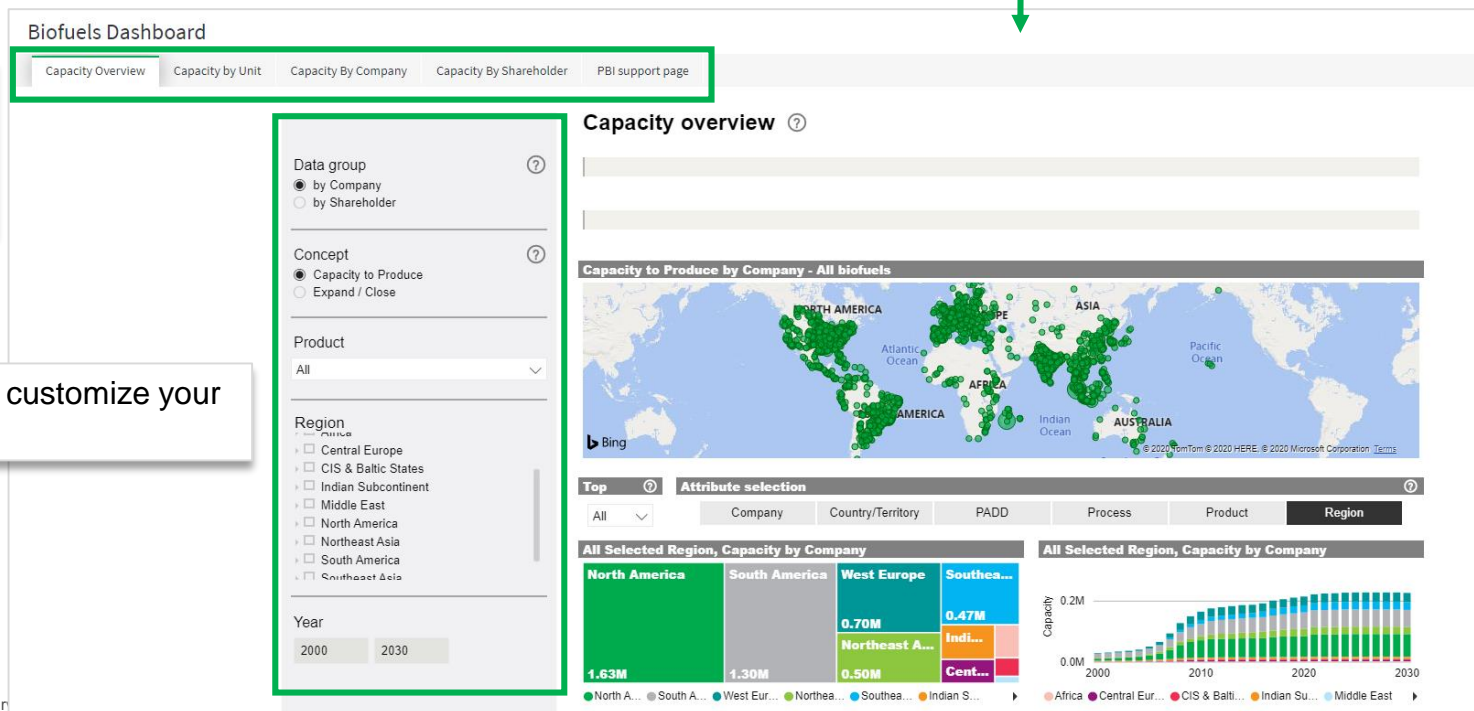 Biofuels Dashboard
Capacity Overview Capacity by Unit Capacity By Company Capacity By Shareholder PBI support page
Capacity overview ?
Data group ?
by Company
by Shareholder
Concept ?
Capacity to Produce
Expand / Close
Product
All
customize your
Region
Africa
Central Europe
CIS & Baltic States
Indian Subcontinent
Middle East
North America
Northeast Asia
South America
Southeast Asia
Year
2000 2030
Capacity to Produce by Company - All biofuels
RTH AMERICA
PE
ASIA
Atlantic
Ocean
Pacific
Ocean
AFRICA
AMERICA
Indian
Ocean
AUSTRALIA
Bing
© 2020 TomTom © 2020 HERE, © 2020 Microsoft Corporation Terms
Top ? Attribute selection ?
All Company Country/Territory PADD Process Product Region
All Selected Region, Capacity by Company
North America South America West Europe Southea...
0.70M 0.47M
Northeast A... Indi...
1.63M 1.30M 0.50M Cent...
North A... South A... West Eur... Northea... Southea... Indian S...
All Selected Region, Capacity by Company
Capacity
0.2M
0.0M
2000 2010 2020 2030
Africa Central Eur... CIS & Balti... Indian Su... Middle East